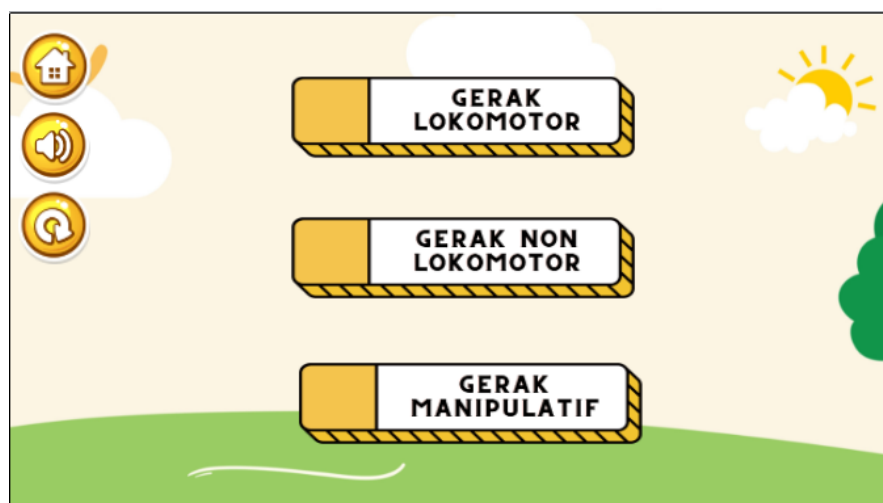 GERAK
LOKOMOTOR
GERAK NON
LOKOMOTOR
GERAK
MANIPULATIF